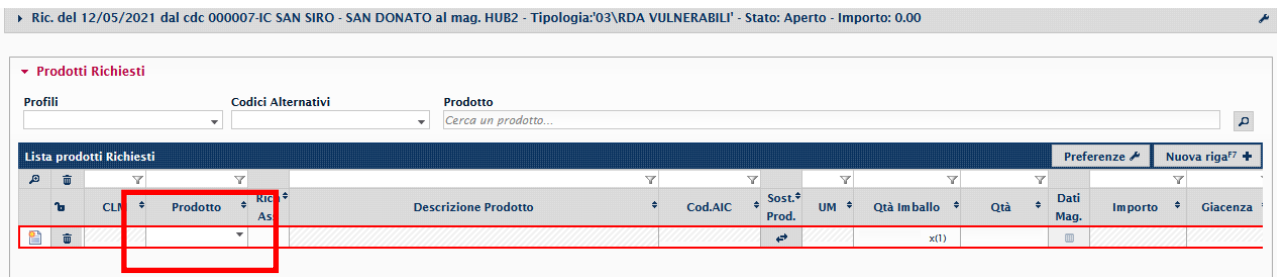 Ric. del 12/05/2021 dal cdc 000007-IC SAN SIRO - SAN DONATO al mag. HUB2 - Tipologia:'03\RDA VULNERABILI' - Stato: Aperto - Importo: 0.00
Prodotti Richiesti
Profili Codici Alternativi Prodotto
Cerca un prodotto...
Lista prodotti Richiesti Preferenze Nuova riga F7
CLM Prodotto Rich Ass Descrizione Prodotto Cod.AIC Sost. Prod. UM Qtà Imballo Qtà Dati Mag. Importo Giacenza
x(1)